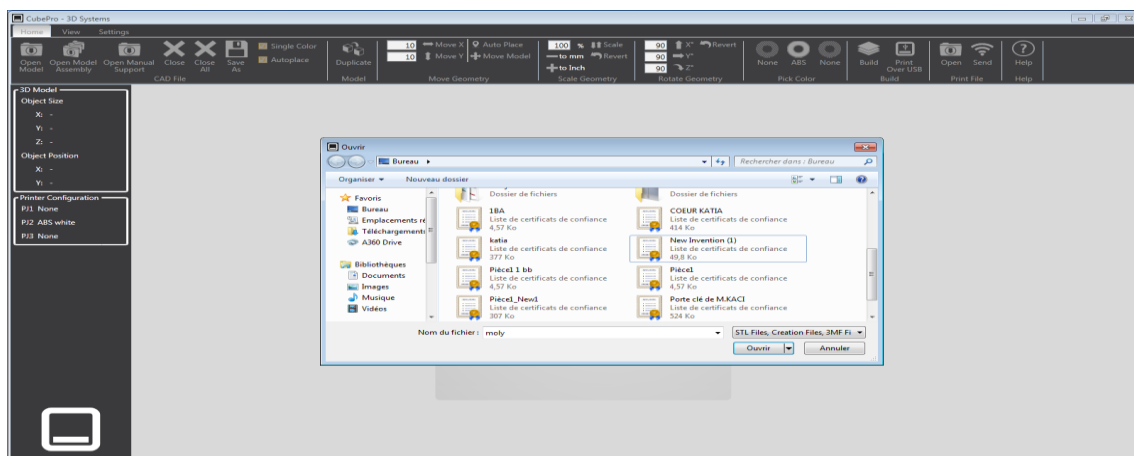 CubePro - 3D Systems
Home View Settings
Open Model
Open Model Assembly
Open Manual Support
Close
Close All
Save As
Single Color
Autoplace
CAD File
Duplicate
Model
10 Move X
10 Move Y
Auto Place
Move Model
Move Geometry
100 % Scale
to mm Revert
to Inch
Scale Geometry
90 X° Revert
90 Y°
90 Z°
Rotate Geometry
None
ABS
None
Pick Color
Build
Print Over USB
Build
Open
Send
Print File
Help
Help
3D Model
Object Size
X: -
Y: -
Z: -
Object Position
X: -
Y: -
Printer Configuration
PJ1 None
PJ2 ABS white
PJ3 None
Ouvrir
Bureau
Rechercher dans : Bureau
Organiser Nouveau dossier
Favoris
Bureau
Emplacements ré
Téléchargements
A360 Drive
Bibliothèques
Documents
Images
Musique
Vidéos
Dossier de fichiers
Dossier de fichiers
1BA
Liste de certificats de confiance
4,57 Ko
COEUR KATIA
Liste de certificats de confiance
414 Ko
katia
Liste de certificats de confiance
377 Ko
New Invention (1)
Liste de certificats de confiance
49,8 Ko
Pièce1 1 bb
Liste de certificats de confiance
4,57 Ko
Pièce1
Liste de certificats de confiance
4,57 Ko
Pièce1_New1
Liste de certificats de confiance
307 Ko
Porte clé de M.KACI
Liste de certificats de confiance
524 Ko
Nom du fichier : moly
STL Files, Creation Files, 3MF Fi
Ouvrir Annuler